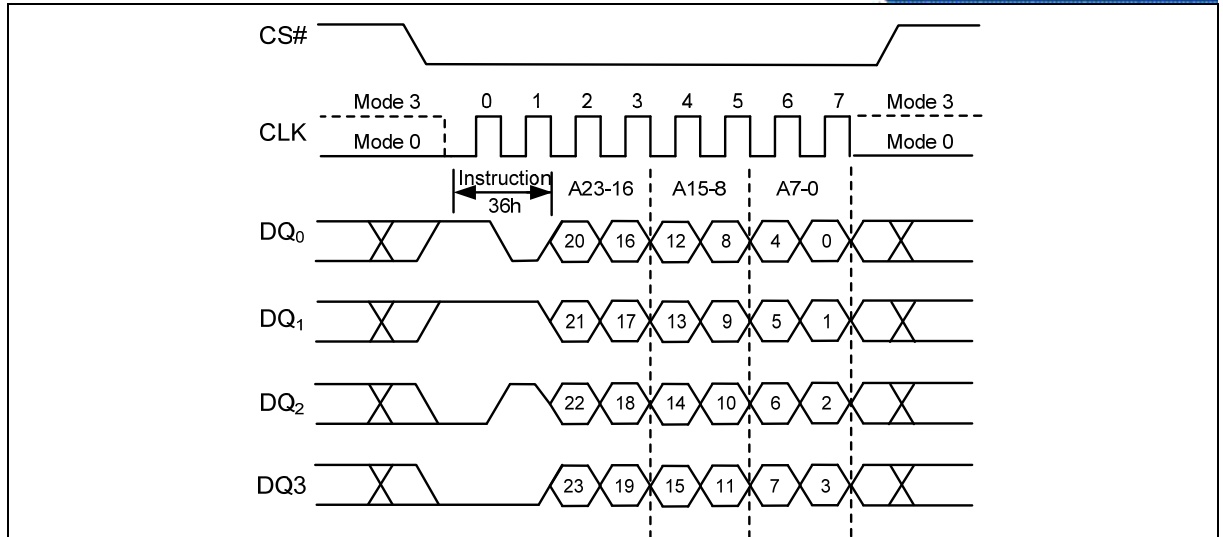 CS#
Mode 3 0 1 2 3 4 5 6 7 Mode 3
CLK
Mode 0 Mode 0
Instruction A23-16 A15-8 A7-0
36h
DQ0 20 16 12 8 4 0
DQ1 21 17 13 9 5 1
DQ2 22 18 14 10 6 2
DQ3 23 19 15 11 7 3